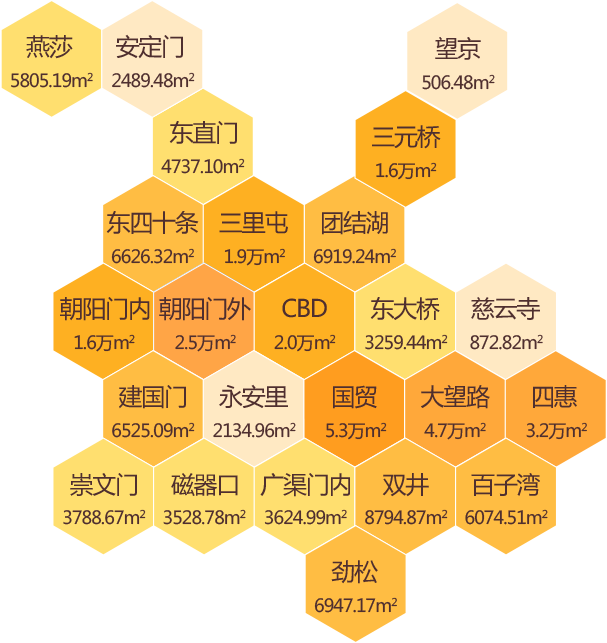 燕莎
5805.19m²
安定门
2489.48m²
望京
506.48m²
东直门
4737.10m²
三元桥
1.6万m²
东四十条
6626.32m²
三里屯
1.9万m²
团结湖
6919.24m²
朝阳门内
1.6万m²
朝阳门外
2.5万m²
CBD
2.0万m²
东大桥
3259.44m²
慈云寺
872.82m²
建国门
6525.09m²
永安里
2134.96m²
国贸
5.3万m²
大望路
4.7万m²
四惠
3.2万m²
崇文门
3788.67m²
磁器口
3528.78m²
广渠门内
3624.99m²
双井
8794.87m²
百子湾
6074.51m²
劲松
6947.17m²